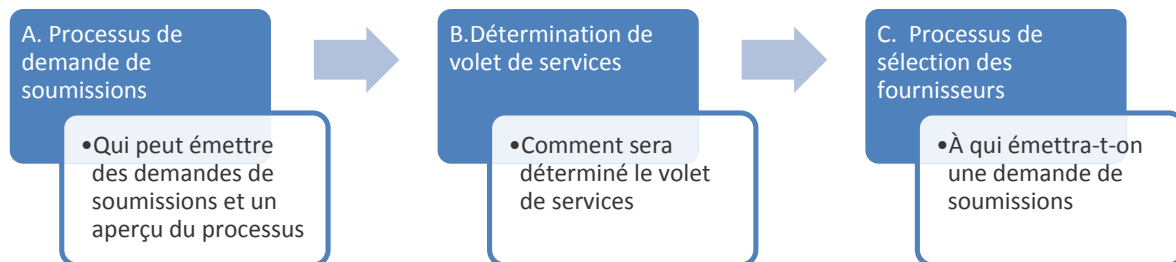 A. Processus de
demande de
soumissions
•Qui peut émettre
des demandes de
soumissions et un
aperçu du processus
B.Détermination de
volet de services
•Comment sera
déterminé le volet
de services
C. Processus de
sélection des
fournisseurs
•À qui émettra-t-on
une demande de
soumissions